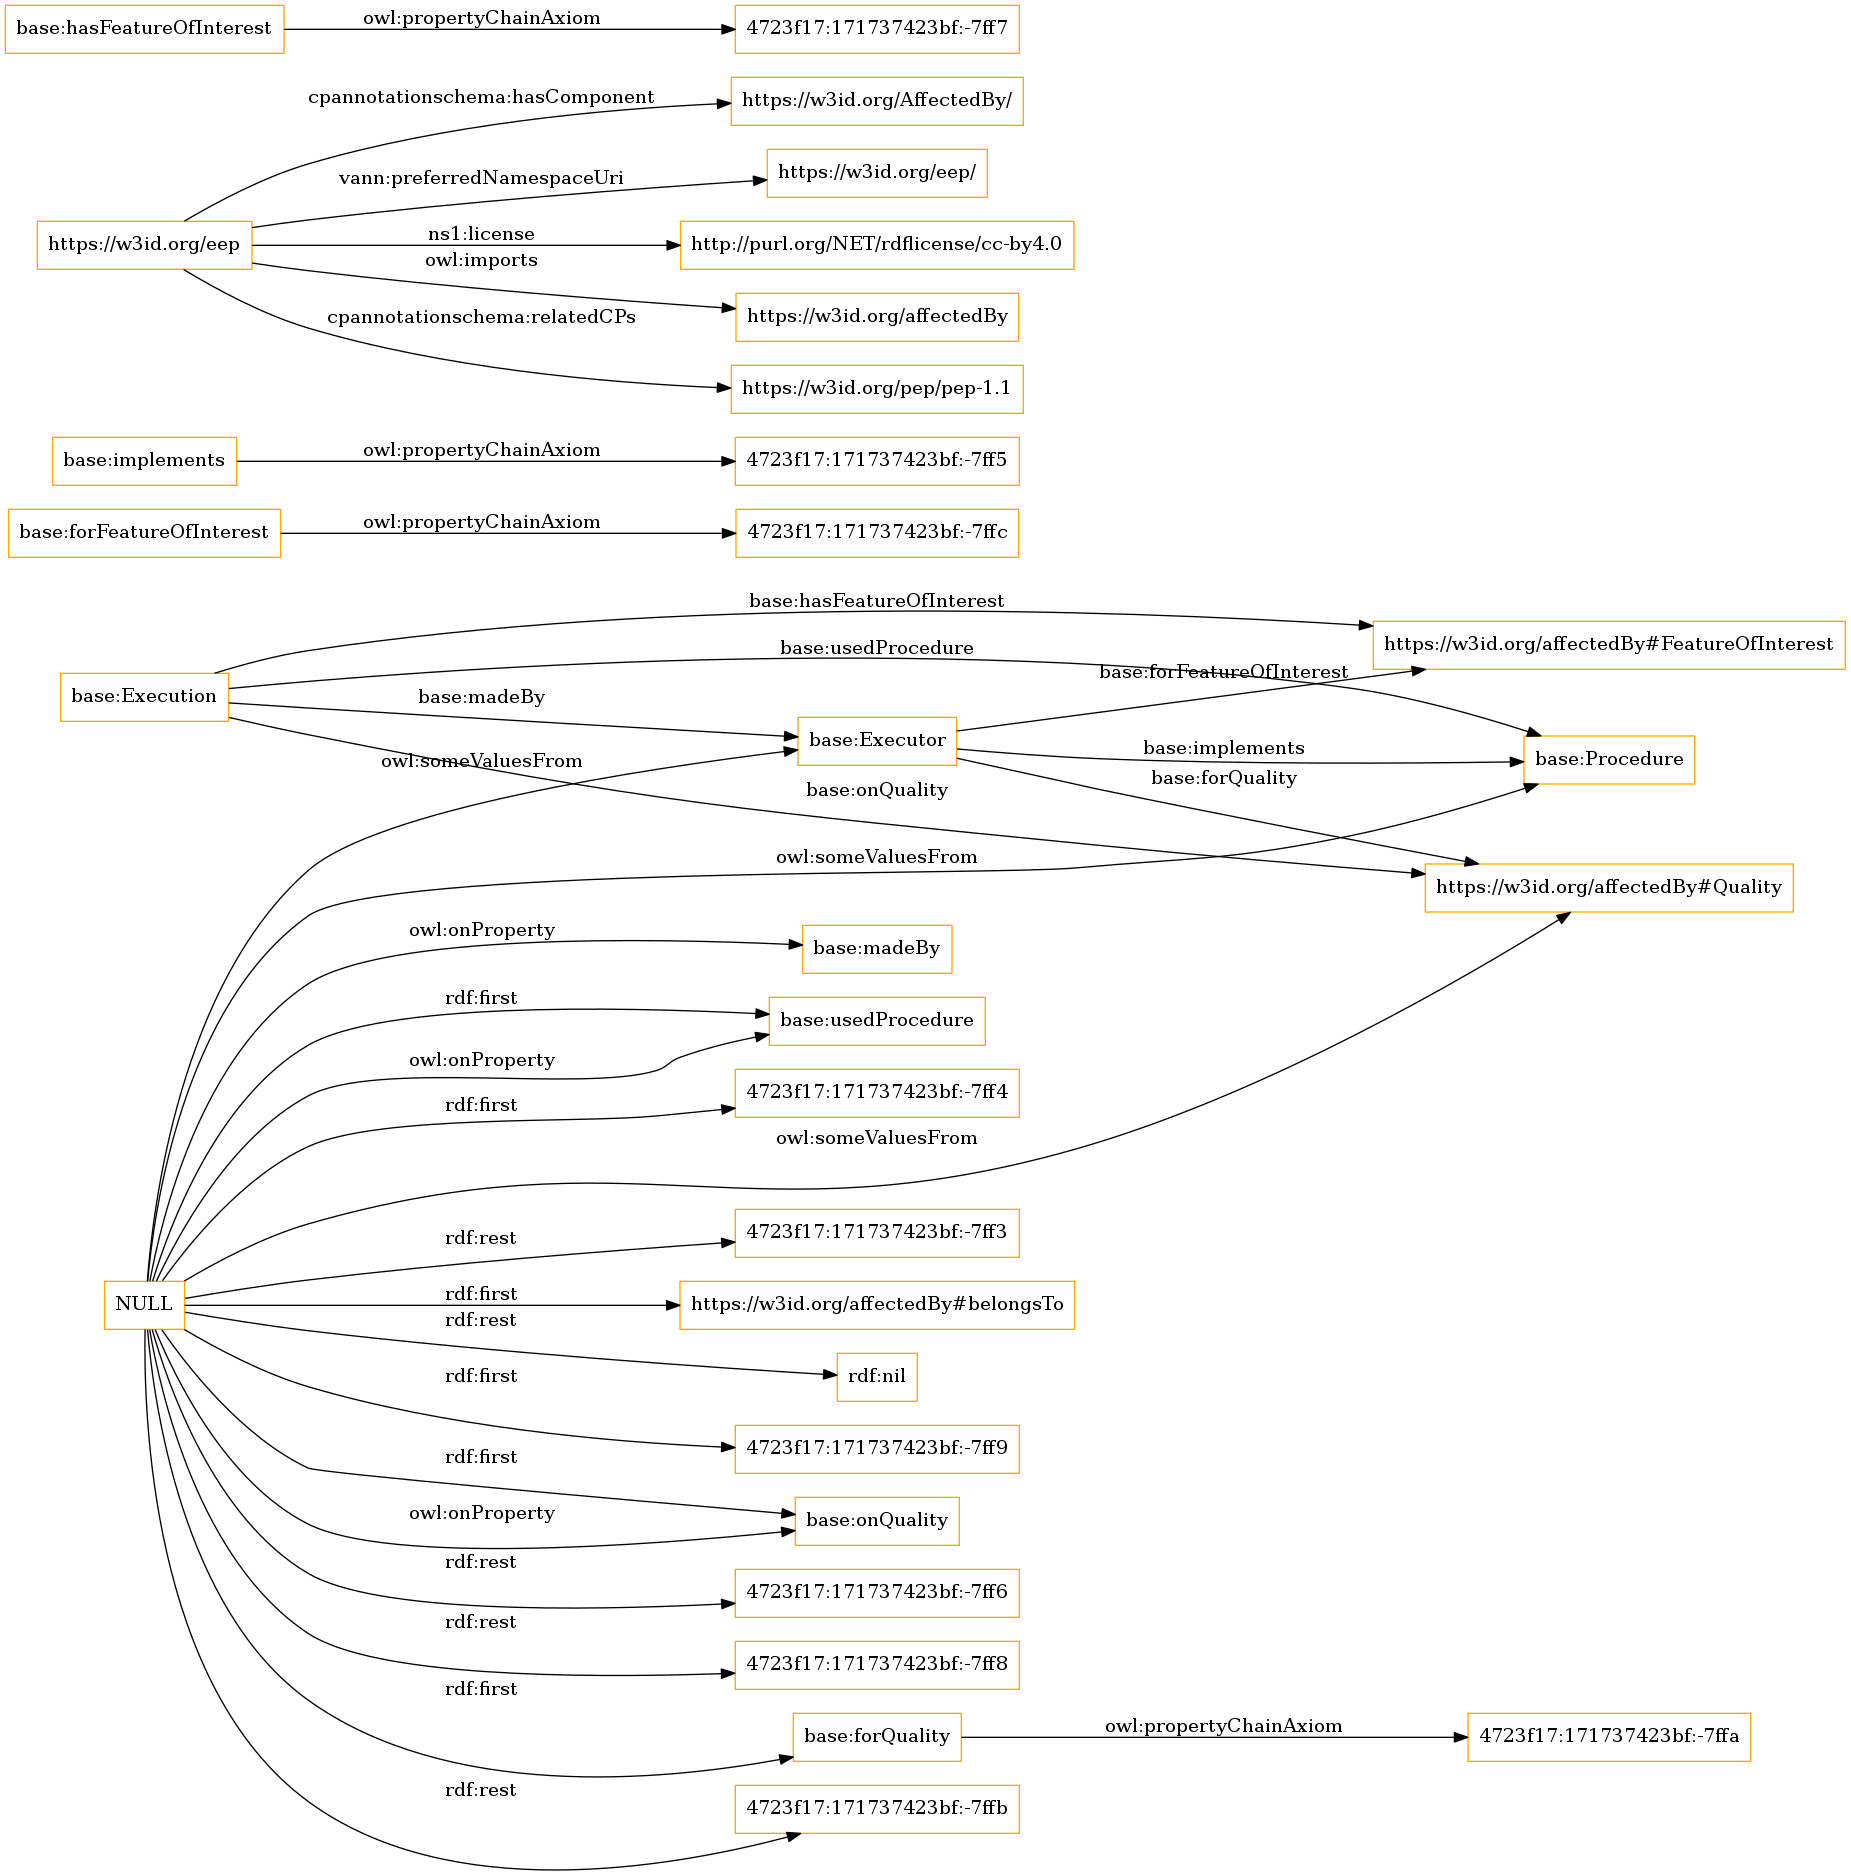 base:hasFeatureOfInterest
owl:propertyChainAxiom
4723f17:171737423bf:-7ff7
cpannotationschema:hasComponent
https://w3id.org/AffectedBy/
vann:preferredNamespaceUri
https://w3id.org/eep/
https://w3id.org/eep
ns1:license
http://purl.org/NET/rdflicense/cc-by4.0
owl:imports
https://w3id.org/affectedBy
cpannotationschema:relatedCPs
https://w3id.org/pep/pep-1.1
base:implements
owl:propertyChainAxiom
4723f17:171737423bf:-7ff5
base:forFeatureOfInterest
owl:propertyChainAxiom
4723f17:171737423bf:-7ffc
base:hasFeatureOfInterest
https://w3id.org/affectedBy#FeatureOfInterest
base:usedProcedure
base:forFeatureOfInterest
base:Execution
base:madeBy
base:Executor
base:implements
base:Procedure
owl:someValuesFrom
base:forQuality
base:onQuality
owl:someValuesFrom
https://w3id.org/affectedBy#Quality
owl:onProperty
base:madeBy
rdf:first
base:usedProcedure
owl:onProperty
4723f17:171737423bf:-7ff4
rdf:first
owl:someValuesFrom
rdf:rest
4723f17:171737423bf:-7ff3
NULL
rdf:first
https://w3id.org/affectedBy#belongsTo
rdf:rest
rdf:nil
rdf:first
4723f17:171737423bf:-7ff9
rdf:first
owl:onProperty
base:onQuality
rdf:rest
4723f17:171737423bf:-7ff6
rdf:rest
4723f17:171737423bf:-7ff8
rdf:first
base:forQuality
owl:propertyChainAxiom
4723f17:171737423bf:-7ffa
rdf:rest
4723f17:171737423bf:-7ffb